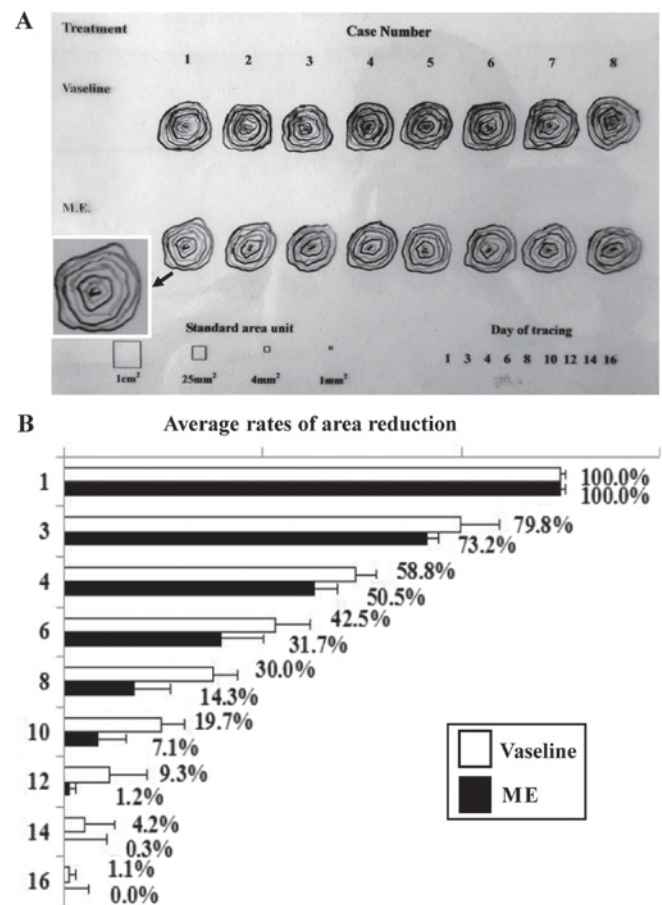 A
Treatment Case Number
1 2 3 4 5 6 7 8
Vaseline
M.E.
Standard area unit Day of tracing
1 3 4 6 8 10 12 14 16
1cm² 25mm² 4mm² 1mm²
B Average rates of area reduction
1 100.0%
100.0%
3 79.8%
73.2%
4 58.8%
50.5%
6 42.5%
31.7%
8 30.0%
14.3%
10 19.7%
7.1%
12 9.3%
1.2%
14 4.2%
0.3%
16 1.1%
0.0%
Vaseline
ME